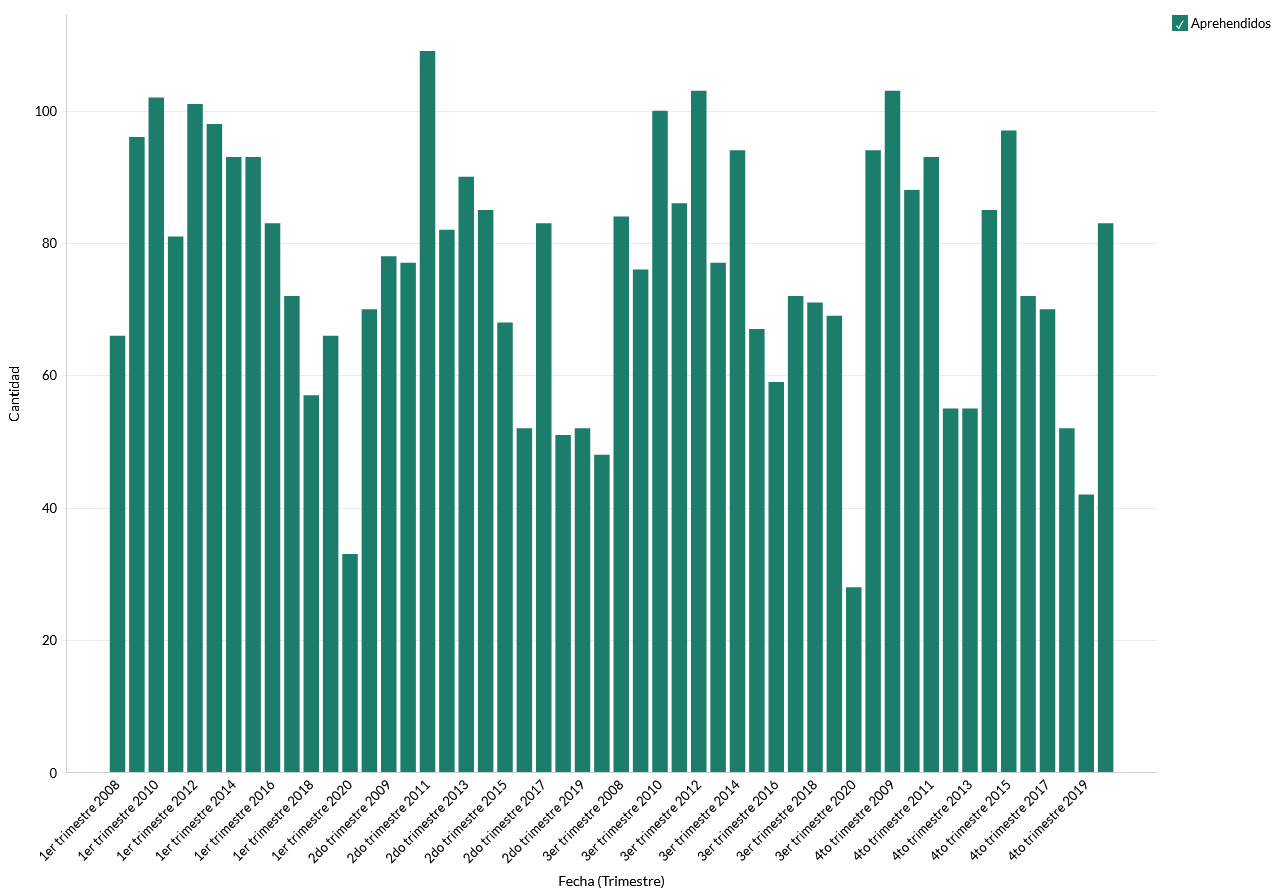 Aprehendidos
100
80
60
40
20
0
Cantidad
1er trimestre 2008
1er trimestre 2010
1er trimestre 2012
1er trimestre 2014
1er trimestre 2016
1er trimestre 2018
1er trimestre 2020
2do trimestre 2009
2do trimestre 2011
2do trimestre 2013
2do trimestre 2015
2do trimestre 2017
2do trimestre 2019
3er trimestre 2008
3er trimestre 2010
3er trimestre 2012
3er trimestre 2014
3er trimestre 2016
3er trimestre 2018
3er trimestre 2020
4to trimestre 2009
4to trimestre 2011
4to trimestre 2013
4to trimestre 2015
4to trimestre 2017
4to trimestre 2019
Fecha (Trimestre)